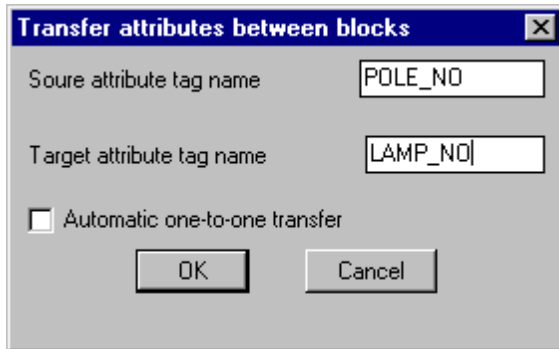 Transfer attributes between blocks
Soure attribute tag name POLE_NO
Target attribute tag name LAMP_NO
Automatic one-to-one transfer
OK Cancel